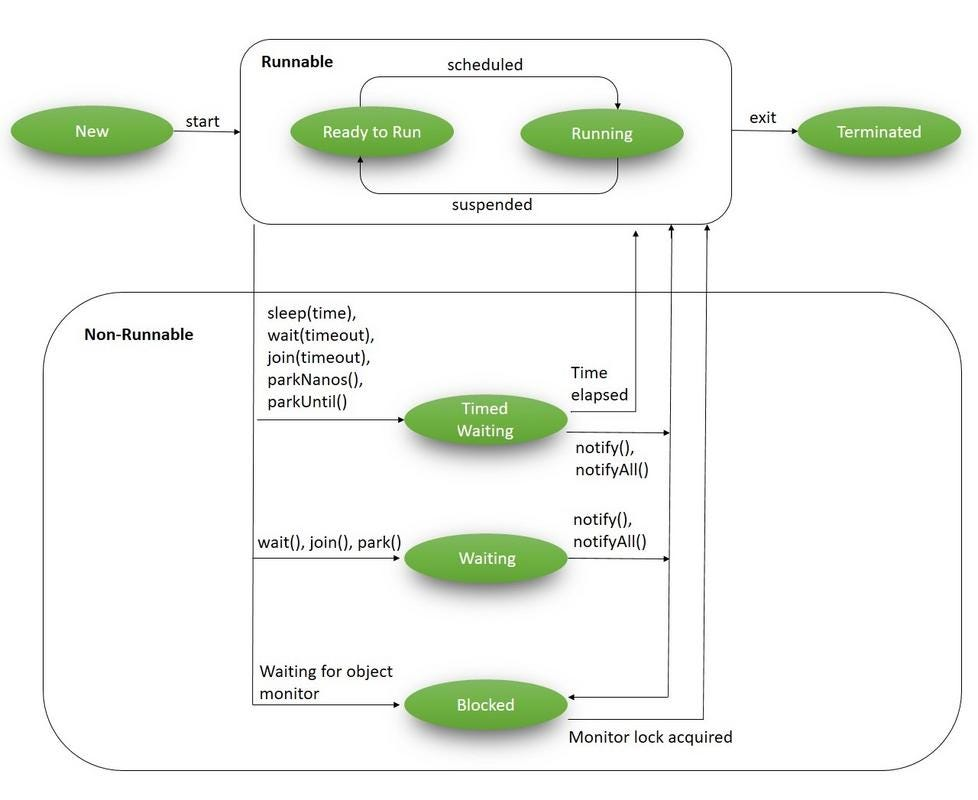 Runnable
scheduled
New
start
Ready to Run
Running
exit
Terminated
suspended
Non-Runnable
sleep(time),
wait(timeout),
join(timeout),
parkNanos(),
parkUntil()
Time
elapsed
Timed
Waiting
notify(),
notifyAll()
wait(), join(), park()
Waiting
notify(),
notifyAll()
Waiting for object
monitor
Blocked
Monitor lock acquired